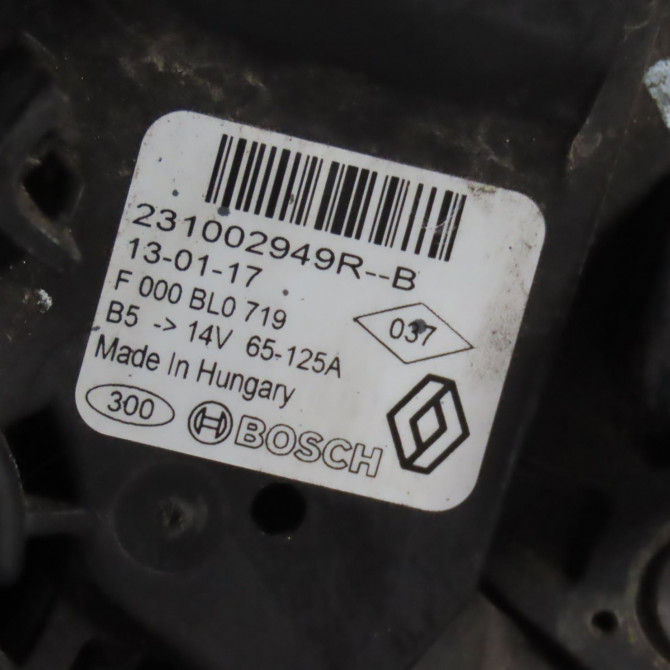 231002949R--B
13-01-17
F 000 BL0 719
B5 -> 14V 65-125A
037
Made In Hungary
300 BOSCH